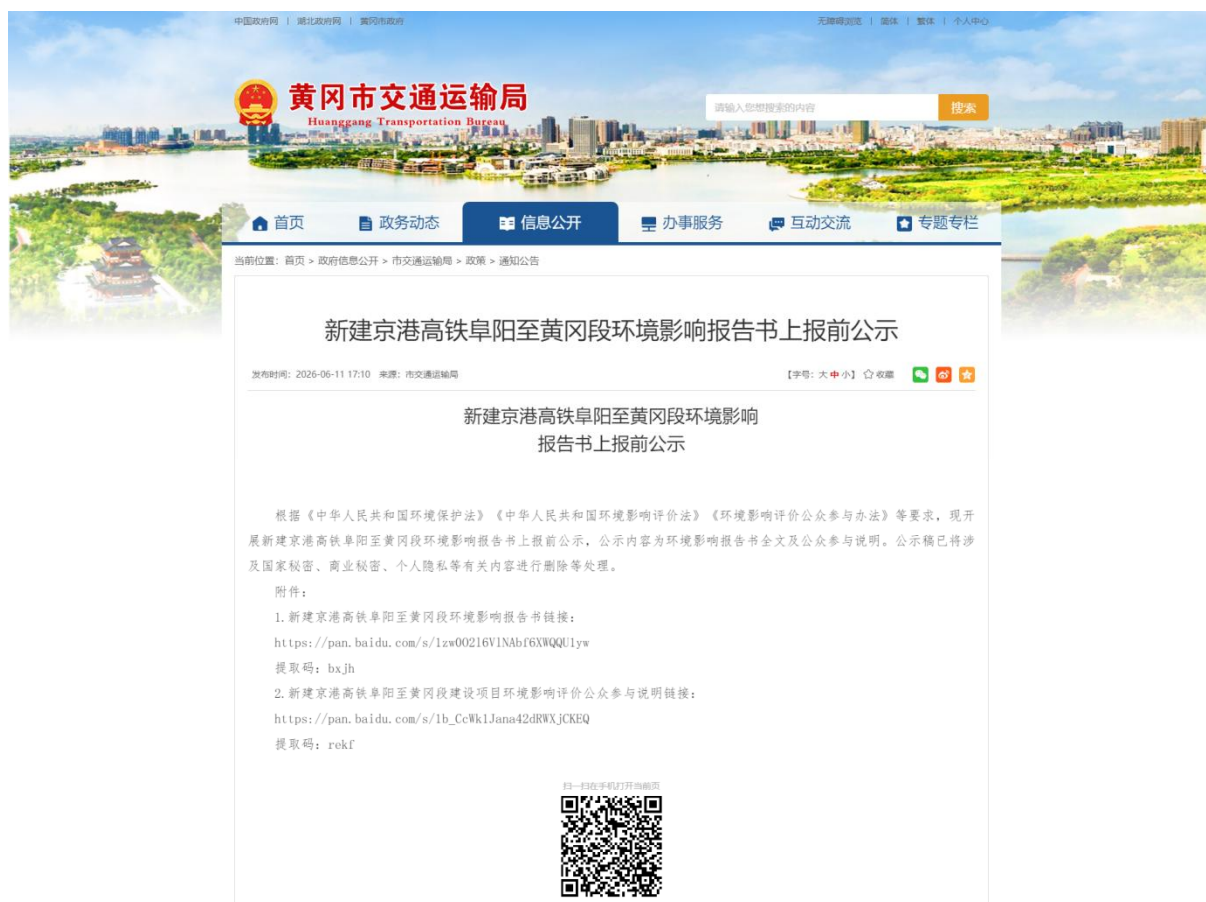 中国政府网 | 湖北政府网 | 黄冈市政府
无障碍浏览 | 简体 | 繁体 | 个人中心
黄冈市交通运输局
Huanggang Transportation Bureau
请输入您想搜索的内容
搜索
首页 政务动态 信息公开 办事服务 互动交流 专题专栏
当前位置：首页 > 政府信息公开 > 市交通运输局 > 政策 > 通知公告
新建京港高铁阜阳至黄冈段环境影响报告书上报前公示
发布时间：2026-06-11 17:10 来源：市交通运输局
【字号：大 中 小】 收藏
新建京港高铁阜阳至黄冈段环境影响
报告书上报前公示
根据《中华人民共和国环境保护法》《中华人民共和国环境影响评价法》《环境影响评价公众参与办法》等要求，现开
展新建京港高铁阜阳至黄冈段环境影响报告书上报前公示，公示内容为环境影响报告书全文及公众参与说明。公示稿已将涉
及国家秘密、商业秘密、个人隐私等有关内容进行删除等处理。
附件：
1.新建京港高铁阜阳至黄冈段环境影响报告书链接：
https://pan.baidu.com/s/1zw00216V1NAbf6XWQQU1yw
提取码：bxjh
2.新建京港高铁阜阳至黄冈段建设项目环境影响评价公众参与说明链接：
https://pan.baidu.com/s/1b_CcWk1Jana42dRWXjCKEQ
提取码：rekf
扫一扫在手机打开当前页